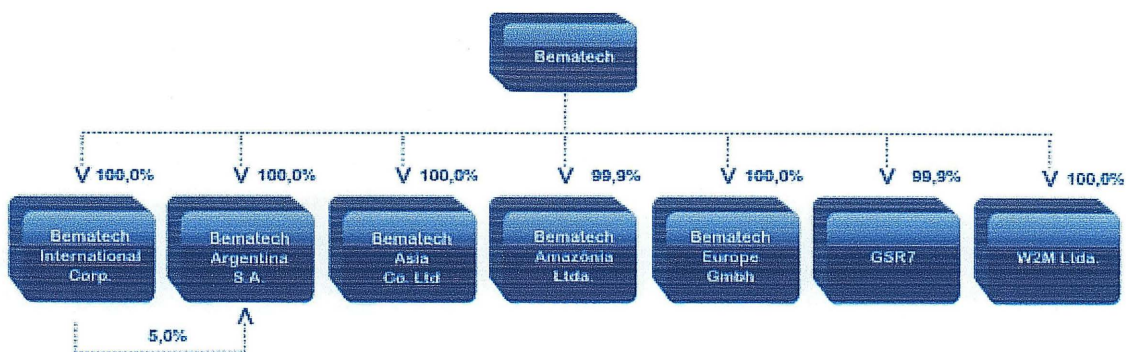 Bematech
100,0%
100,0%
100,0%
99,9%
100,0%
99,9%
100,0%
Bematech
International
Corp.
Bematech
Argentina
S.A.
Bematech
Asia
Co. Ltd
Bematech
Amazônia
Ltda.
Bematech
Europe
Gmbh
GSR7
W2M Ltda.
5,0%